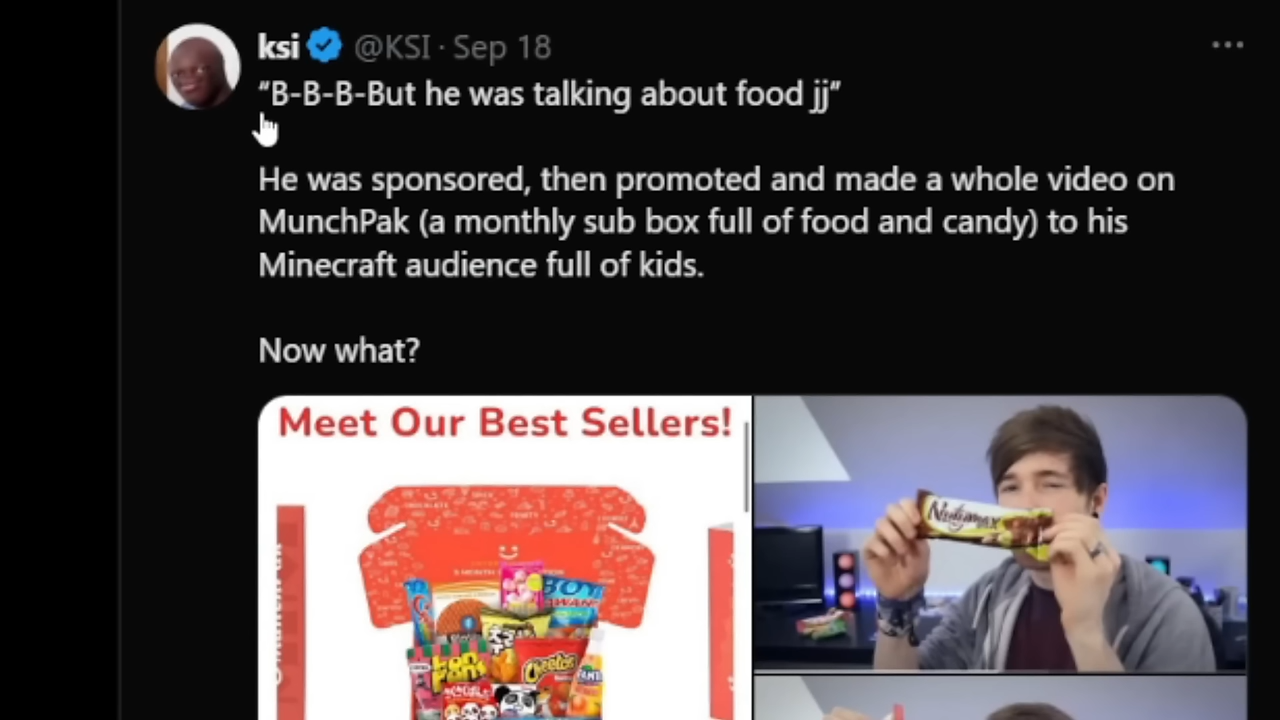 ksi @KSI · Sep 18
“B-B-B-But he was talking about food jj”
He was sponsored, then promoted and made a whole video on
MunchPak (a monthly sub box full of food and candy) to his
Minecraft audience full of kids.
Now what?
Meet Our Best Sellers!
Cheetos